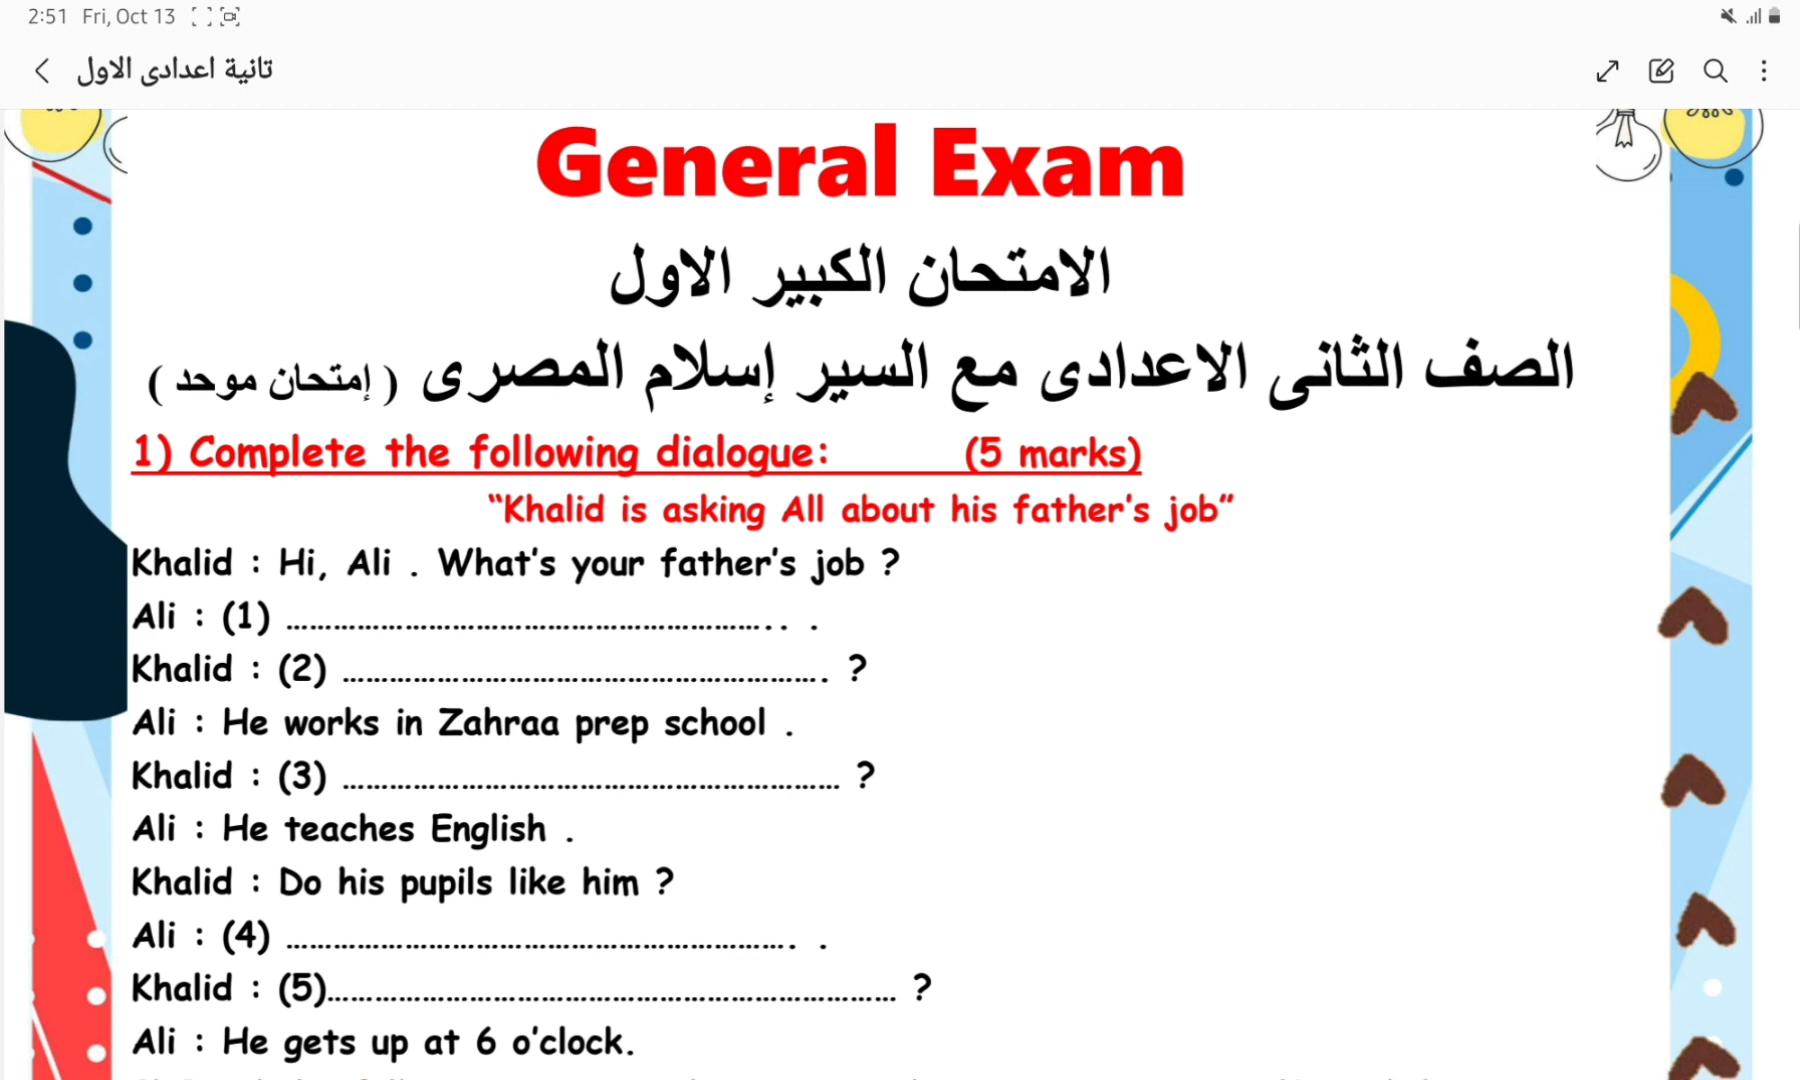 2:51 Fri, Oct 13
تانية اعدادى الاول
General Exam
الامتحان الكبير الاول
الصف الثانى الاعدادى مع السير إسلام المصرى ( إمتحان موحد )
1) Complete the following dialogue: (5 marks)
“Khalid is asking All about his father's job”
Khalid : Hi, Ali . What's your father's job ?
Ali : (1) ................................................. .
Khalid : (2) ................................................. ?
Ali : He works in Zahraa prep school .
Khalid : (3) ................................................. ?
Ali : He teaches English .
Khalid : Do his pupils like him ?
Ali : (4) ................................................. .
Khalid : (5)................................................. ?
Ali : He gets up at 6 o'clock.